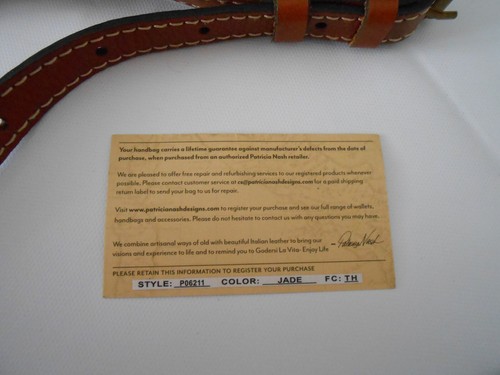 Your handbag carries a lifetime guarantee against manufacturer's defects from the date of
purchase, when purchased from an authorized Patricia Nash retailer.
We are pleased to offer free repair and refurbishing services to our registered products whenever
possible. Please contact customer service at cs@patricianashdesigns.com for a paid shipping
return label to send your bag to us for repair.
Visit www.patricianashdesigns.com to register your purchase and see our full range of wallets,
handbags and accessories. Please do not hesitate to contact us with any questions you may have.
We combine artisanal ways of old with beautiful Italian leather to bring our
visions and experience to life and to remind you to Godersi La Vita- Enjoy Life – Patricia Nash
PLEASE RETAIN THIS INFORMATION TO REGISTER YOUR PURCHASE
STYLE: P06211 COLOR: JADE FC: TH